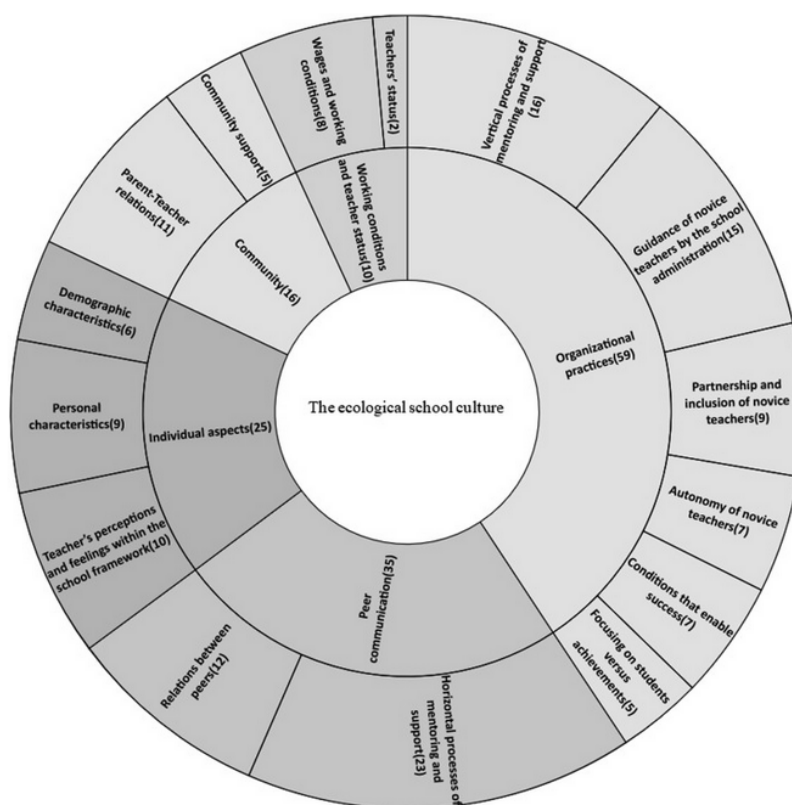 The ecological school culture
Organizational
practices(59)
Peer
communication(35)
Individual aspects(25)
Community(16)
Working conditions
and teacher status(10)
Vertical processes of
mentoring and support
(16)
Guidance of novice
teachers by the school
administration(15)
Partnership and
inclusion of novice
teachers(9)
Autonomy of novice
teachers(7)
Conditions that enable
success(7)
Focusing on students
versus
achievements(5)
Horizontal processes of
mentoring and
support(23)
Relations between
peers(12)
Teacher's perceptions
and feelings within the
school framework(10)
Personal
characteristics(9)
Demographic
characteristics(6)
Parent-Teacher
relations(11)
Community support(5)
Wages and working
conditions(8)
Teachers' status(2)